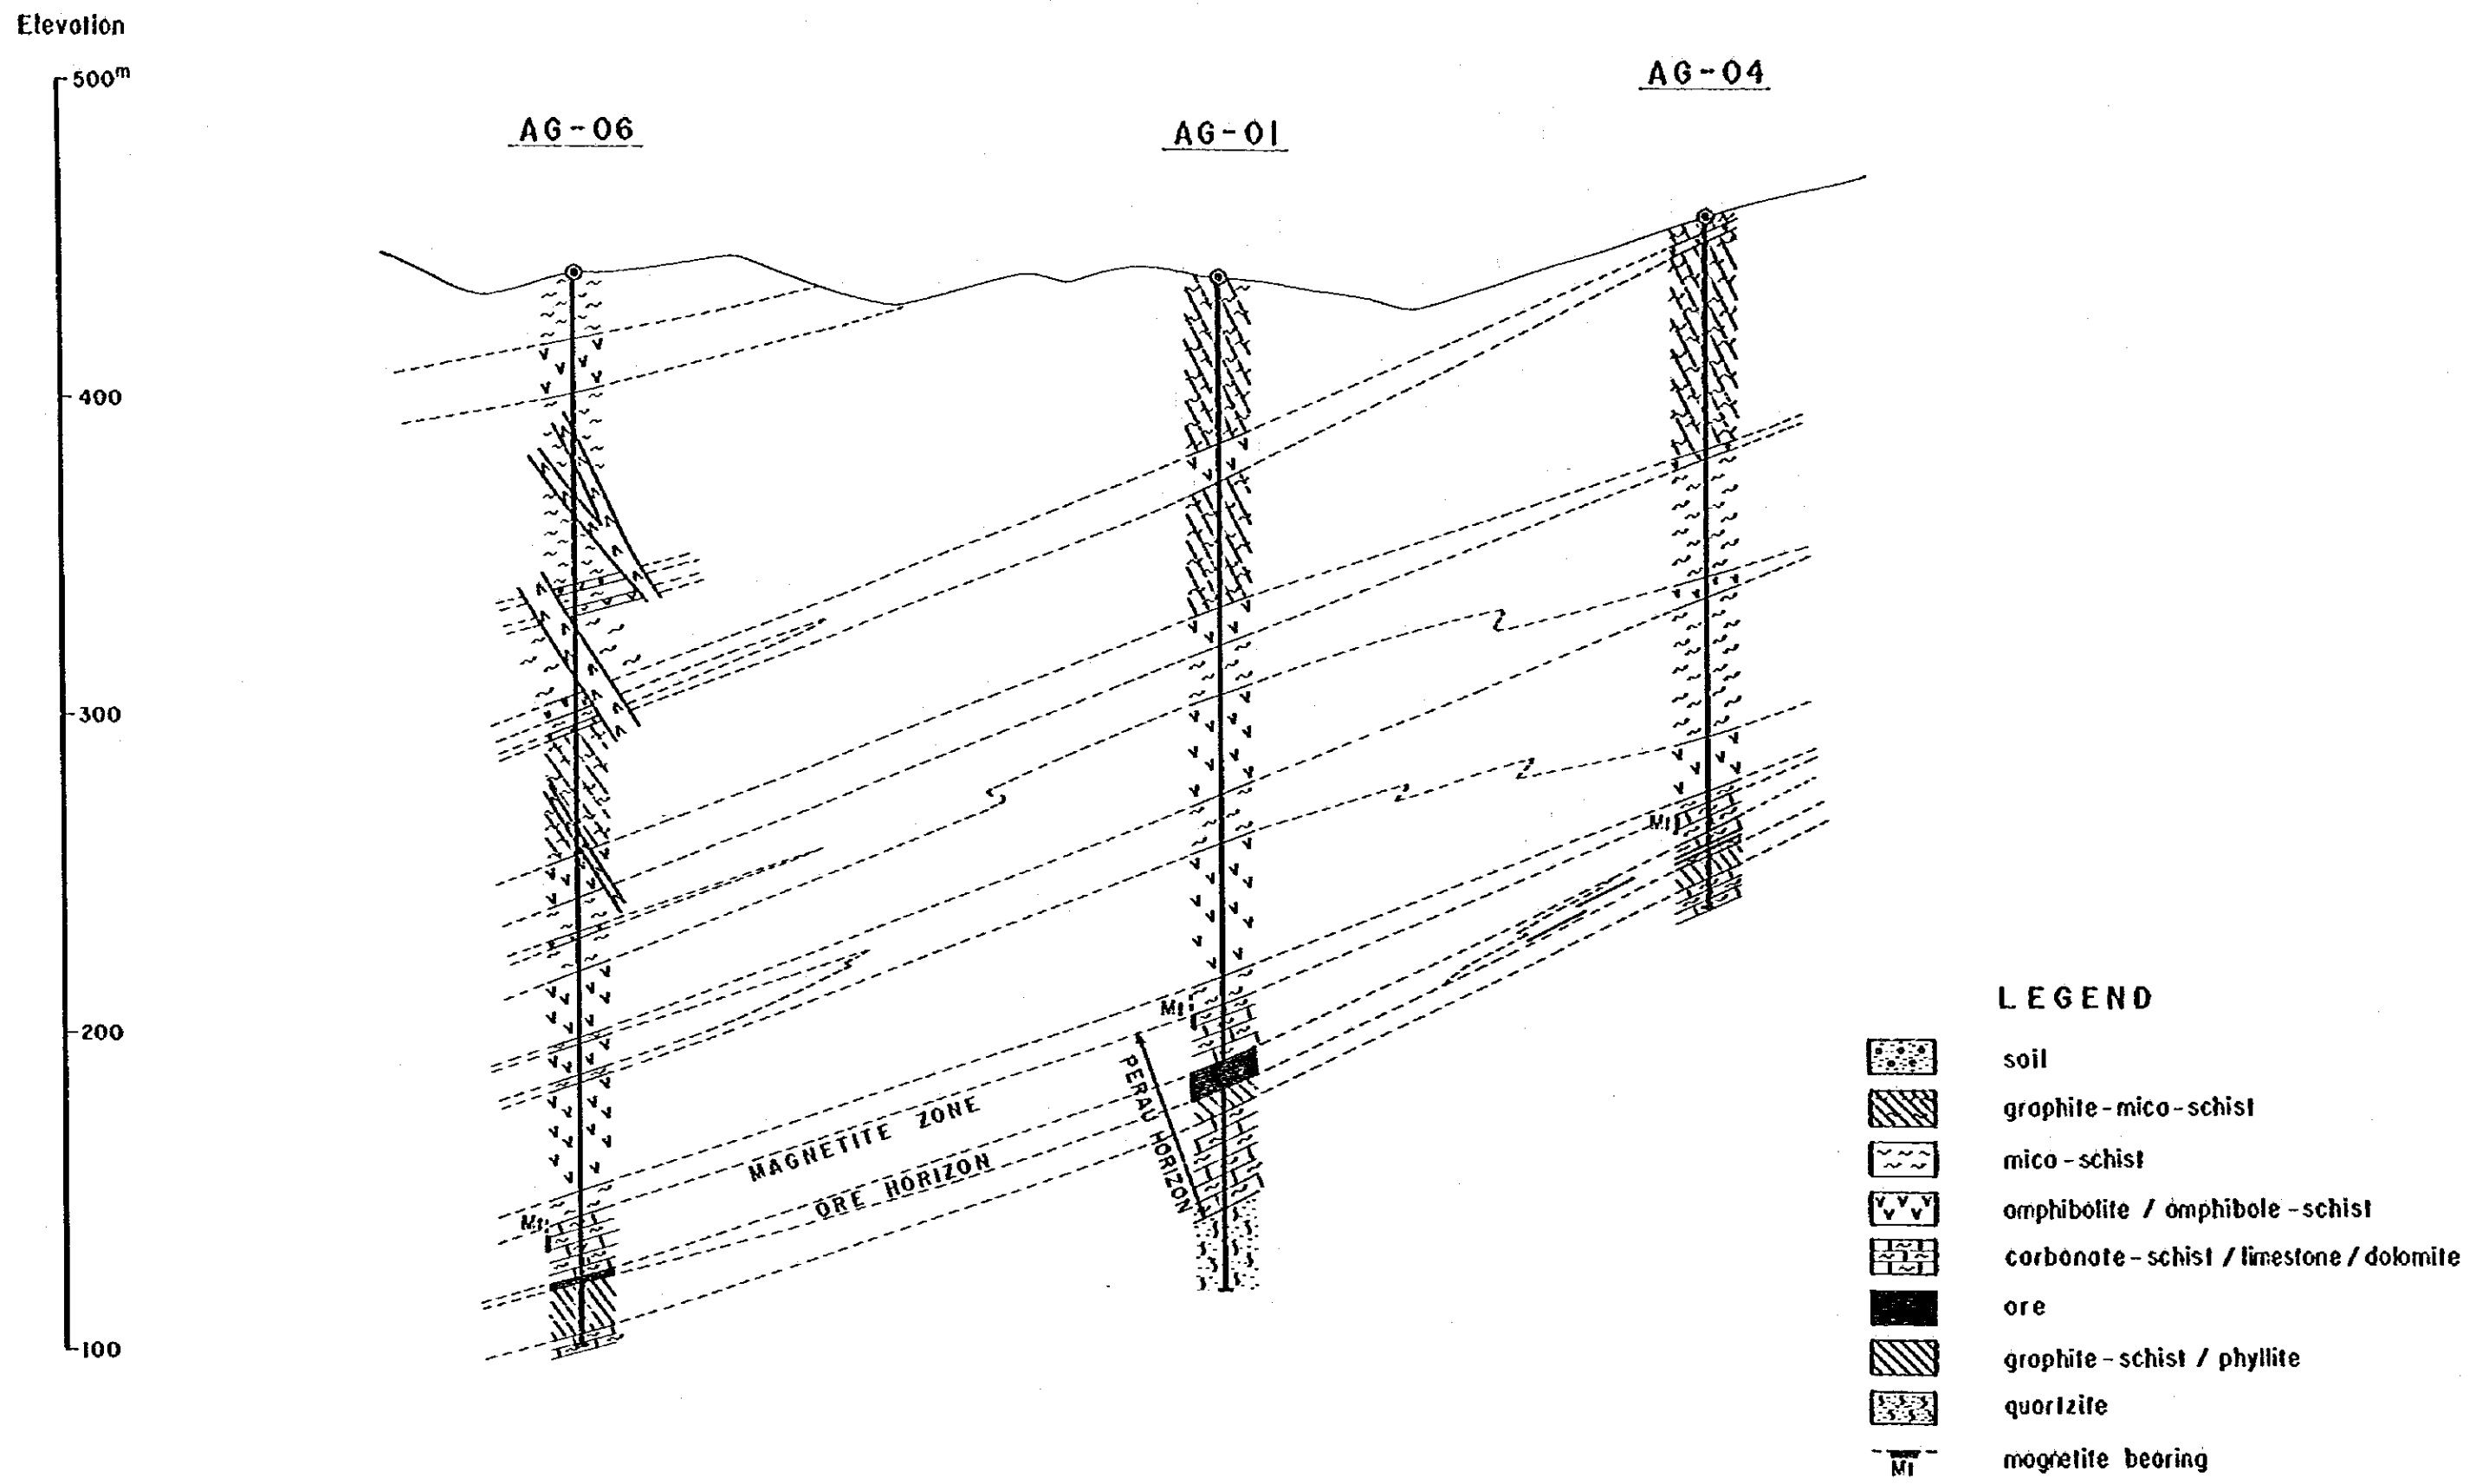 Elevation
500m
AG-04
AG-06
AG-01
400
300
200
100
Mt
Mt
Mt
MAGNETITE ZONE
ORE HORIZON
PERAU HORIZON
LEGEND
soil
graphite-mica-schist
mica-schist
amphibolite / amphibole-schist
carbonate-schist / limestone / dolomite
ore
graphite-schist / phyllite
quartzite
Mt
magnetite bearing